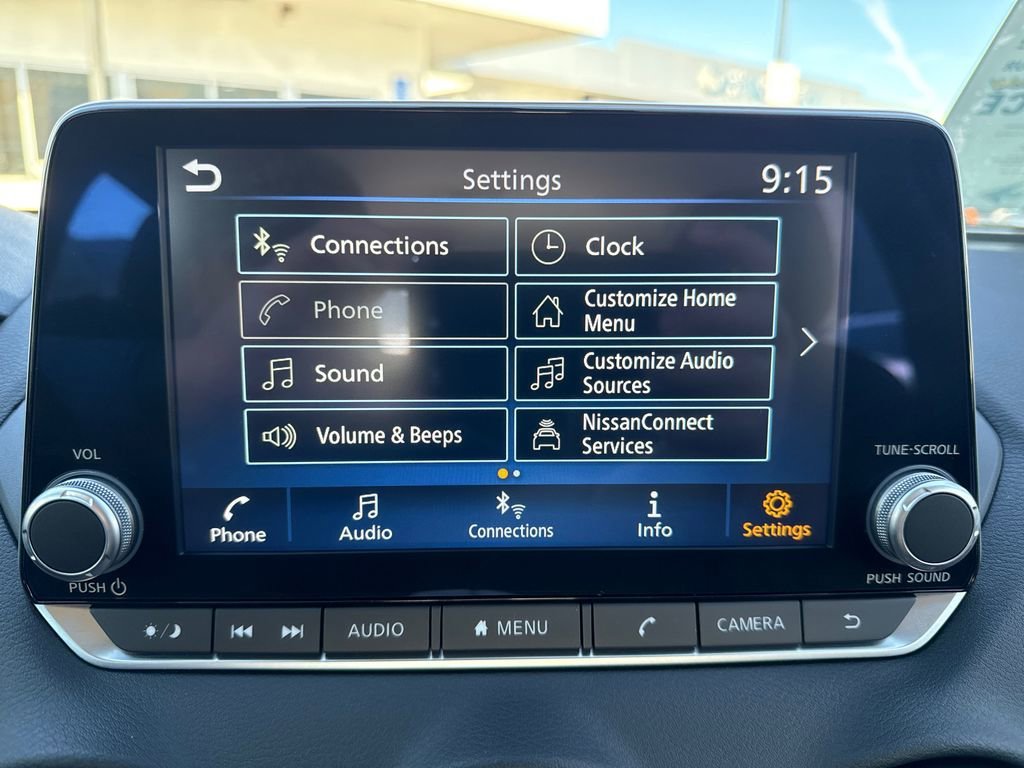 Settings
9:15
Connections
Clock
Phone
Customize Home
Menu
Sound
Customize Audio
Sources
Volume & Beeps
NissanConnect
Services
VOL
TUNE-SCROLL
Phone
Audio
Connections
Info
Settings
PUSH
PUSH SOUND
AUDIO
MENU
CAMERA